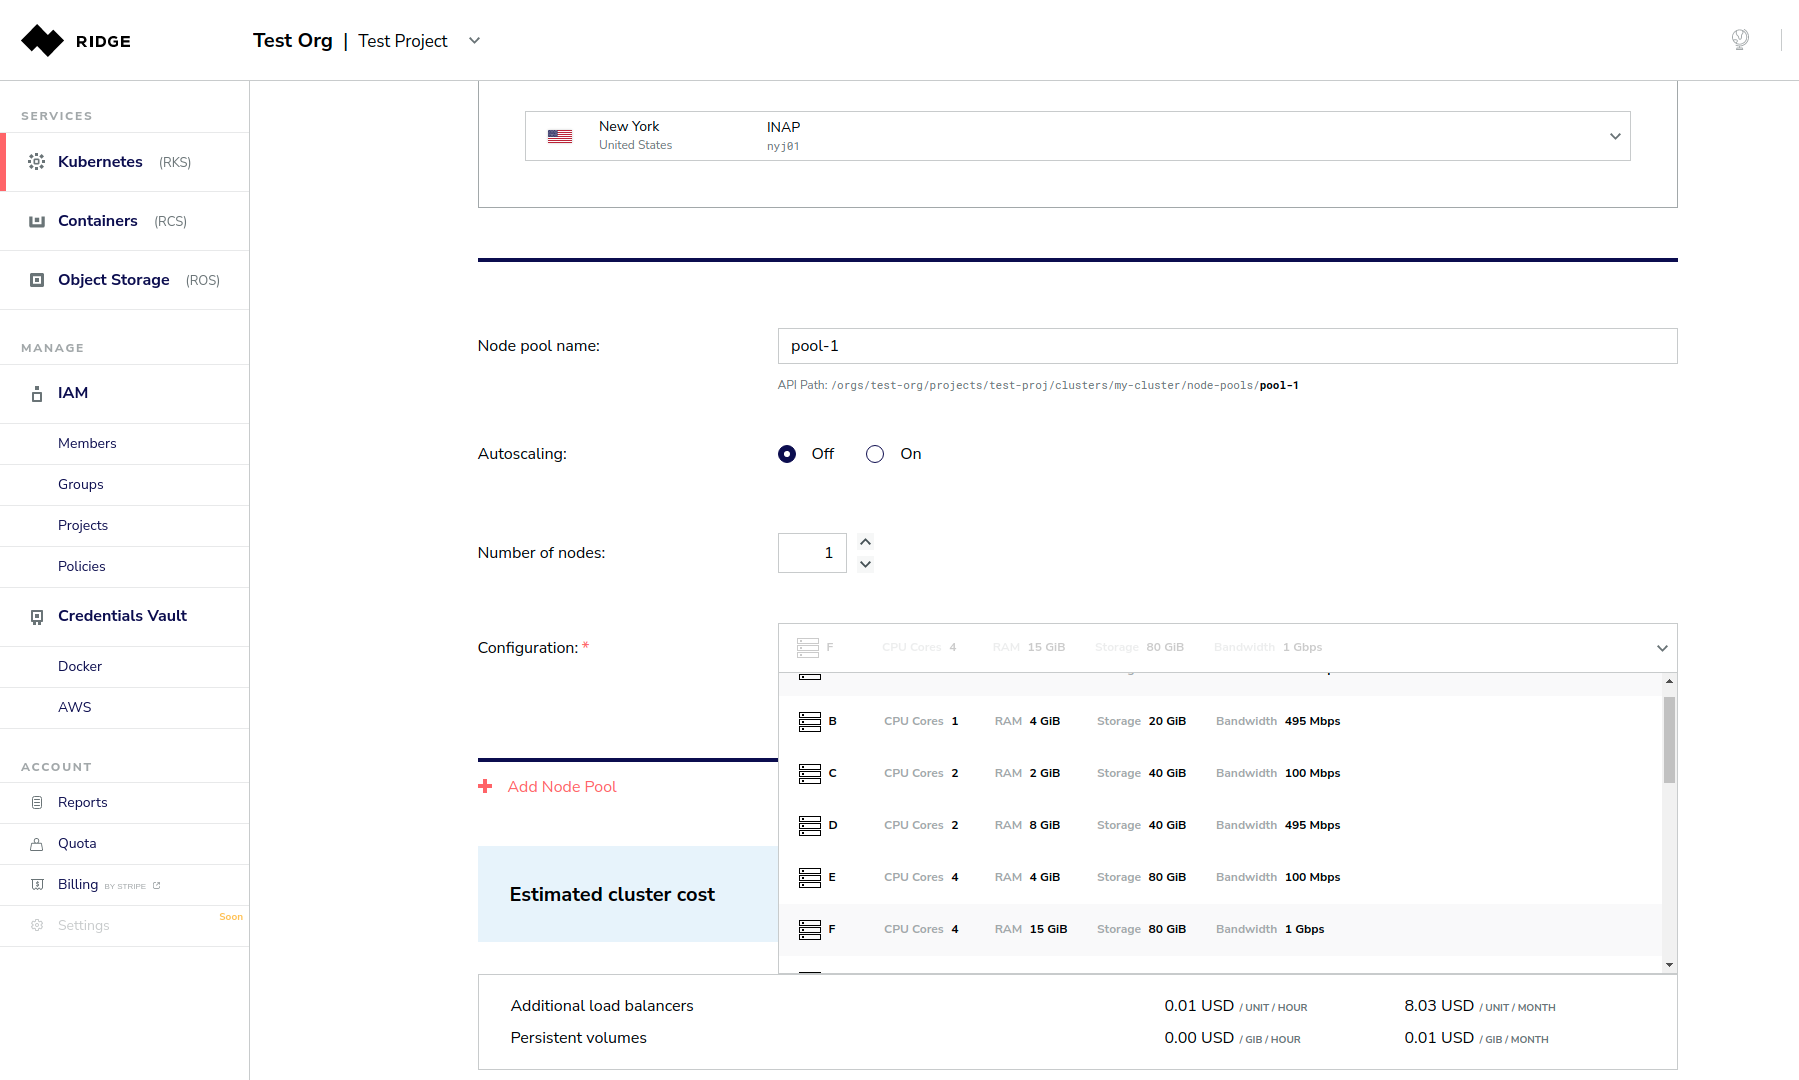 RIDGE
Test Org | Test Project
SERVICES
Kubernetes (RKS)
Containers (RCS)
Object Storage (ROS)
MANAGE
IAM
Members
Groups
Projects
Policies
Credentials Vault
Docker
AWS
ACCOUNT
Reports
Quota
Billing BY STRIPE
Settings Soon
New York INAP
United States nyj01
Node pool name: pool-1
API Path: /orgs/test-org/projects/test-proj/clusters/my-cluster/node-pools/pool-1
Autoscaling: Off On
Number of nodes: 1
Configuration: * F CPU Cores 4 RAM 15 GiB Storage 80 GiB Bandwidth 1 Gbps
B CPU Cores 1 RAM 4 GiB Storage 20 GiB Bandwidth 495 Mbps
C CPU Cores 2 RAM 2 GiB Storage 40 GiB Bandwidth 100 Mbps
D CPU Cores 2 RAM 8 GiB Storage 40 GiB Bandwidth 495 Mbps
E CPU Cores 4 RAM 4 GiB Storage 80 GiB Bandwidth 100 Mbps
F CPU Cores 4 RAM 15 GiB Storage 80 GiB Bandwidth 1 Gbps
Add Node Pool
Estimated cluster cost
Additional load balancers 0.01 USD / UNIT / HOUR 8.03 USD / UNIT / MONTH
Persistent volumes 0.00 USD / GIB / HOUR 0.01 USD / GIB / MONTH